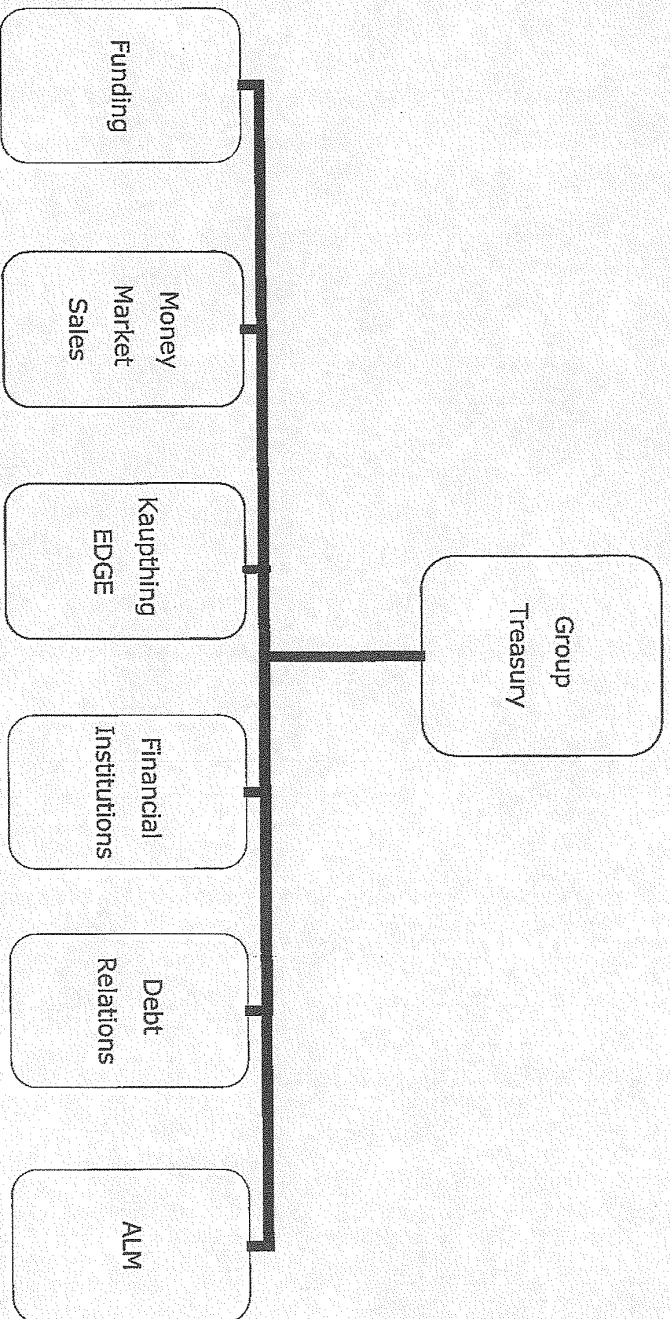 Group
Treasury
Funding
Money
Market
Sales
Kaupthing
EDGE
Financial
Institutions
Debt
Relations
ALM